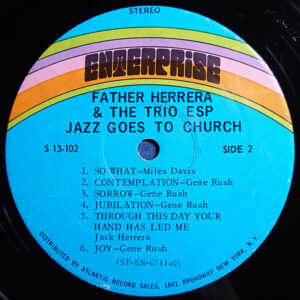 STEREO
ENTERPRISE
FATHER HERRERA
& THE TRIO ESP
JAZZ GOES TO CHURCH
S 13-102 SIDE 2
1. SO WHAT-Miles Davis
2. CONTEMPLATION-Gene Rush
3. SORROW-Gene Rush
4. JUBILATION-Gene Rush
5. THROUGH THIS DAY YOUR
HAND HAS LED ME
Jack Herrera
6. JOY-Gene Rush
(ST-EN-671140)
DISTRIBUTED BY ATLANTIC RECORD SALES, 1841 BROADWAY NEW YORK, N.Y.